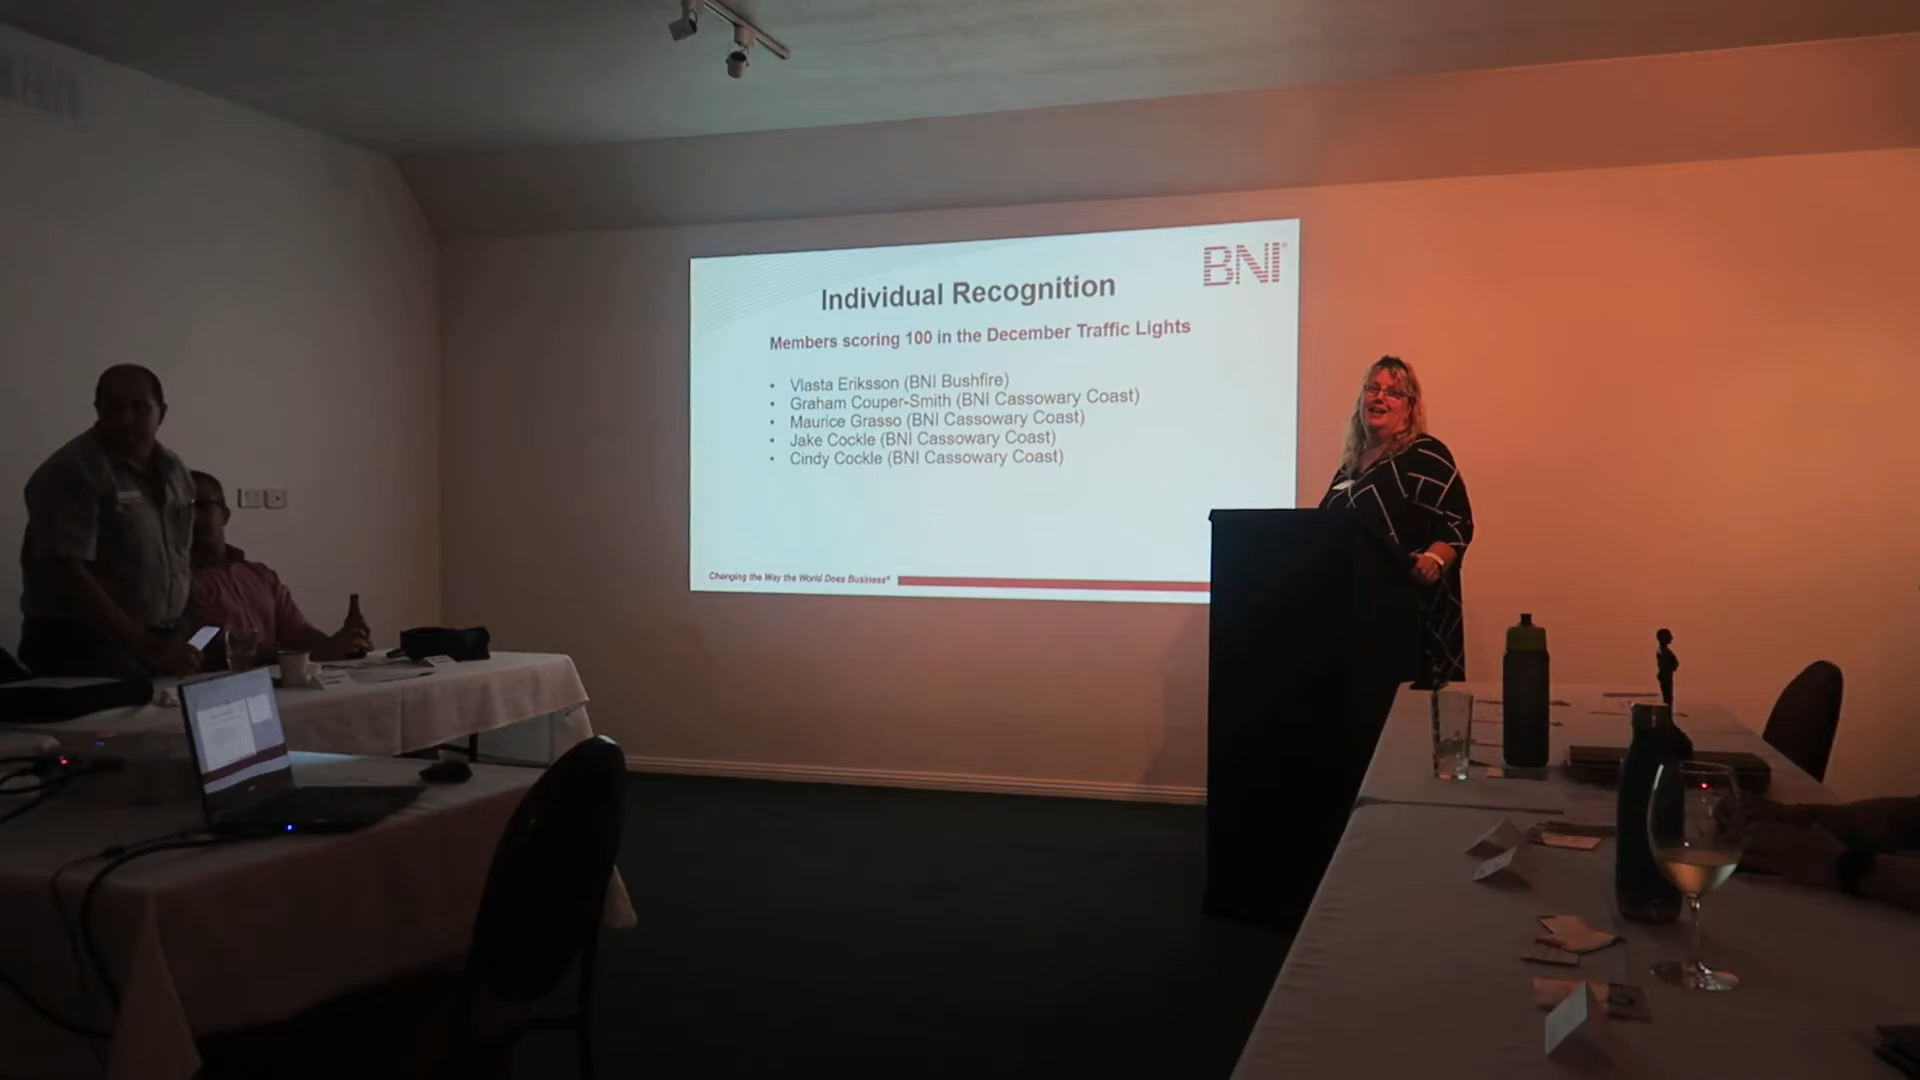 BNI®
Individual Recognition
Members scoring 100 in the December Traffic Lights
• Vlasta Eriksson (BNI Bushfire)
• Graham Couper-Smith (BNI Cassowary Coast)
• Maurice Grasso (BNI Cassowary Coast)
• Jake Cockle (BNI Cassowary Coast)
• Cindy Cockle (BNI Cassowary Coast)
Changing the Way the World Does Business®